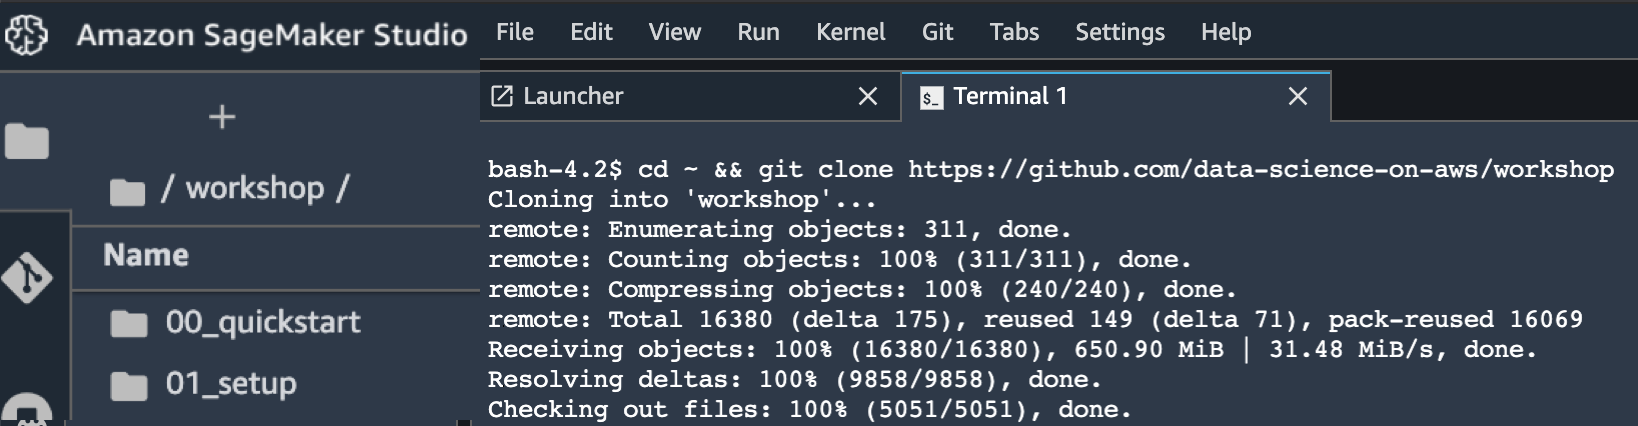 Amazon SageMaker Studio
File Edit View Run Kernel Git Tabs Settings Help
Launcher
$_ Terminal 1
/ workshop /
Name
00_quickstart
01_setup
bash-4.2$ cd ~ && git clone https://github.com/data-science-on-aws/workshop
Cloning into 'workshop'...
remote: Enumerating objects: 311, done.
remote: Counting objects: 100% (311/311), done.
remote: Compressing objects: 100% (240/240), done.
remote: Total 16380 (delta 175), reused 149 (delta 71), pack-reused 16069
Receiving objects: 100% (16380/16380), 650.90 MiB | 31.48 MiB/s, done.
Resolving deltas: 100% (9858/9858), done.
Checking out files: 100% (5051/5051), done.